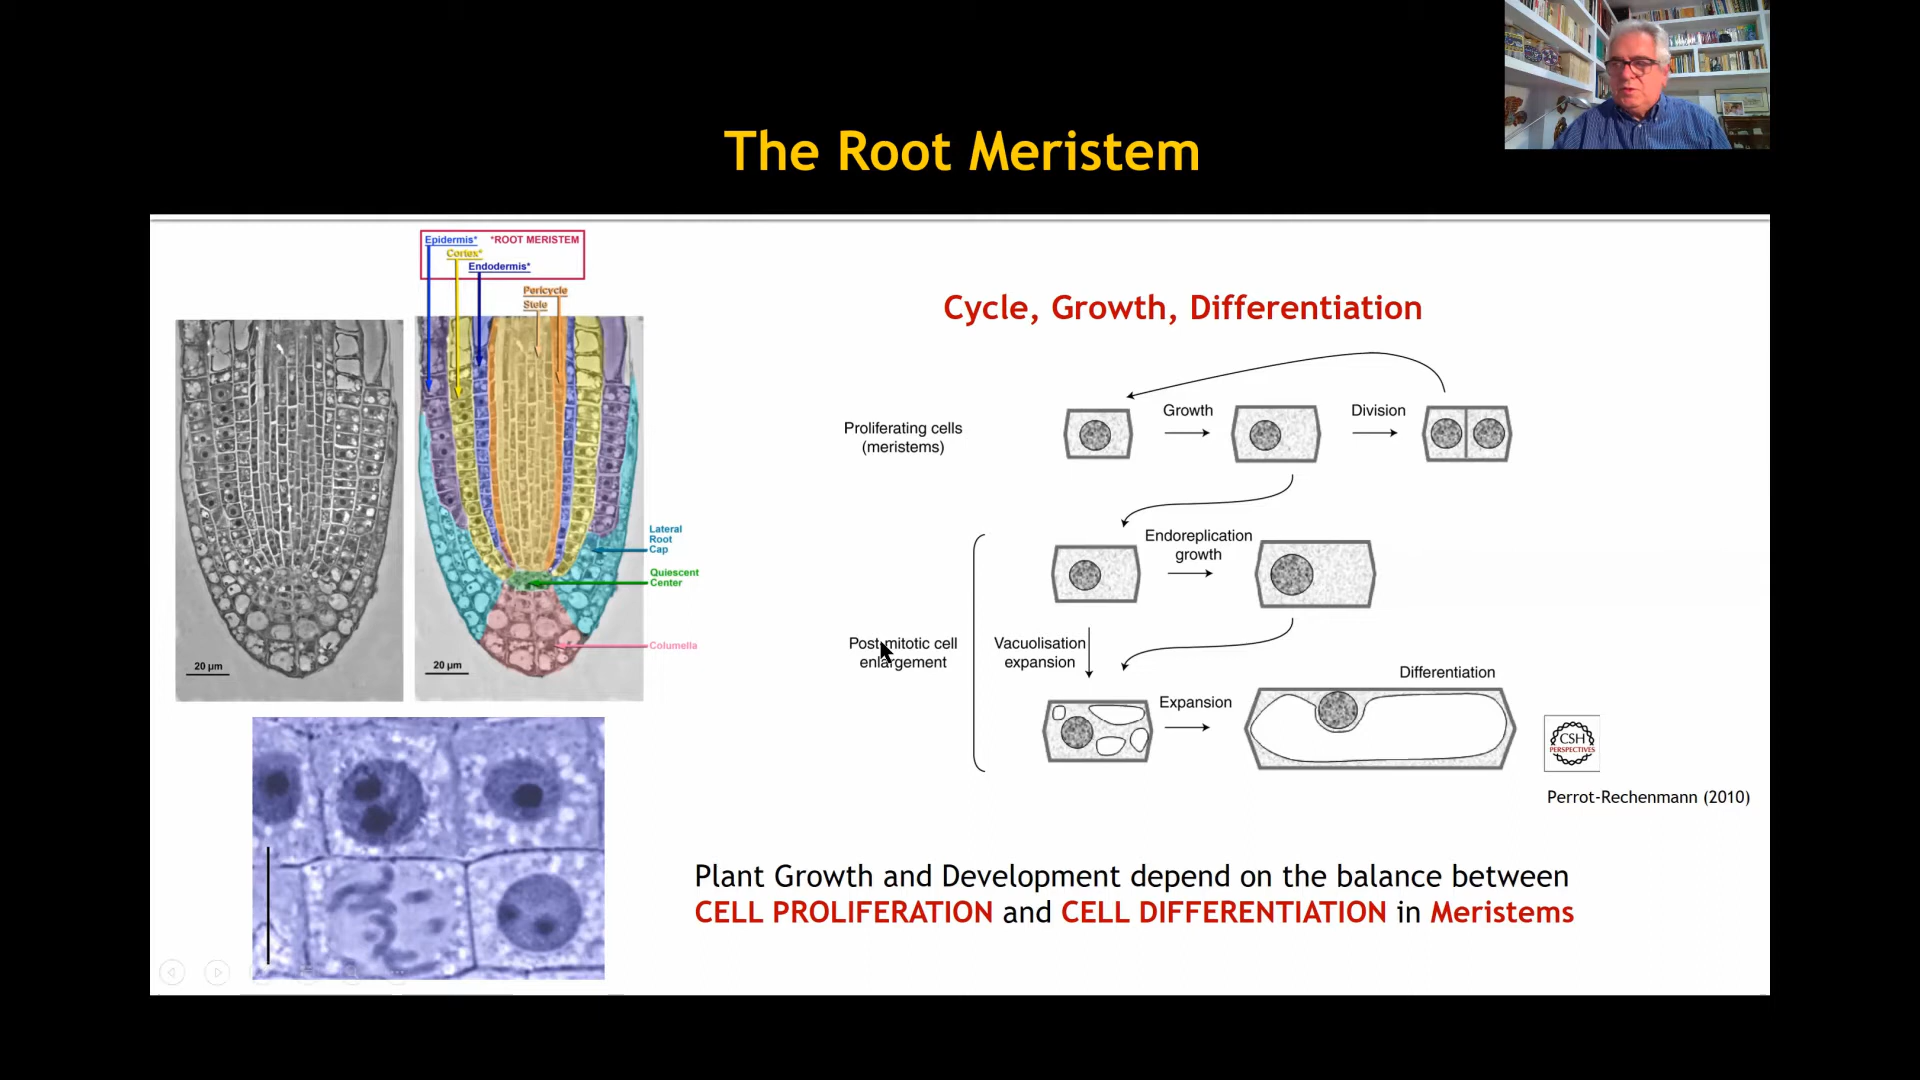 The Root Meristem
Epidermis* *ROOT MERISTEM
Cortex*
Endodermis*
Pericycle
Stele
Lateral
Root
Cap
Quiescent
Center
Columella
20 µm
20 µm
Cycle, Growth, Differentiation
Proliferating cells
(meristems)
Growth
Division
Endoreplication
growth
Post-mitotic cell
enlargement
Vacuolisation
expansion
Expansion
Differentiation
CSH
PERSPECTIVES
Perrot-Rechenmann (2010)
Plant Growth and Development depend on the balance between
CELL PROLIFERATION and CELL DIFFERENTIATION in Meristems